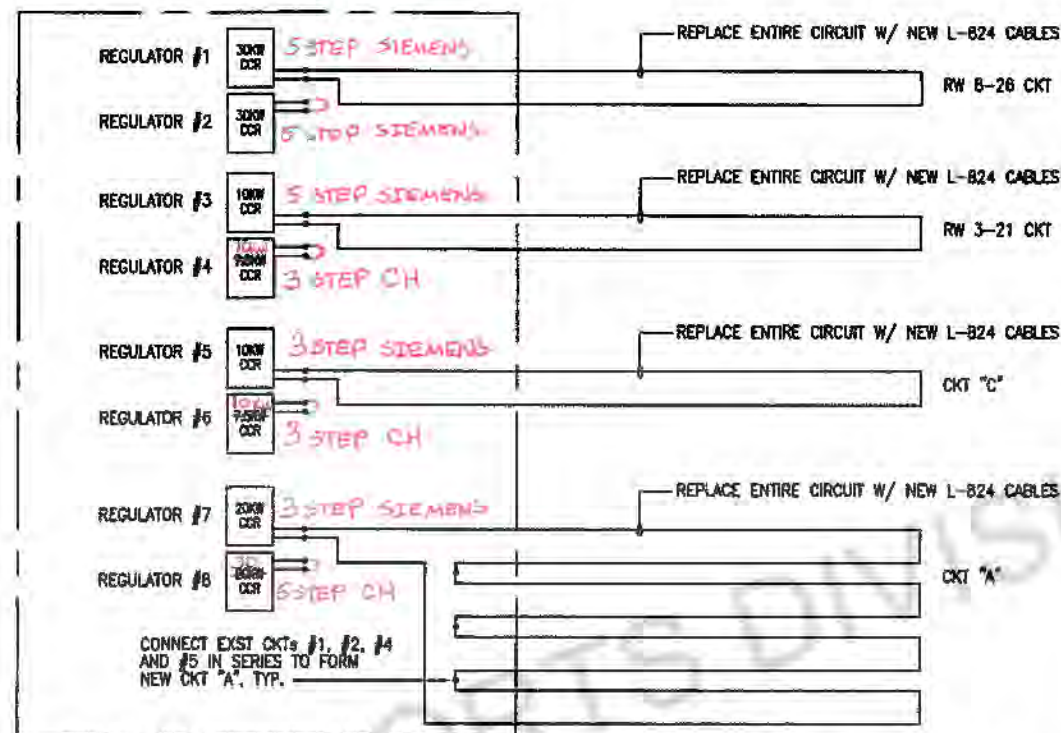 REGULATOR #1
30KW
CCR
5 STEP SIEMENS
REPLACE ENTIRE CIRCUIT W/ NEW L-824 CABLES
RW 8-26 CKT
REGULATOR #2
30KW
CCR
5 STOP SIEMENS
REGULATOR #3
10KW
CCR
5 STEP SIEMENS
REPLACE ENTIRE CIRCUIT W/ NEW L-824 CABLES
RW 3-21 CKT
REGULATOR #4
CCR
3 STEP CH
REGULATOR #5
10KW
CCR
3 STEP SIEMENS
REPLACE ENTIRE CIRCUIT W/ NEW L-824 CABLES
CKT "C"
REGULATOR #6
10KW
7.5KW
CCR
3 STEP CH
REGULATOR #7
20KW
CCR
3 STEP SIEMENS
REPLACE ENTIRE CIRCUIT W/ NEW L-824 CABLES
CKT "A"
REGULATOR #8
30
CCR
5 STEP CH
CONNECT EXST CKTs #1, #2, #4
AND #5 IN SERIES TO FORM
NEW CKT "A", TYP.